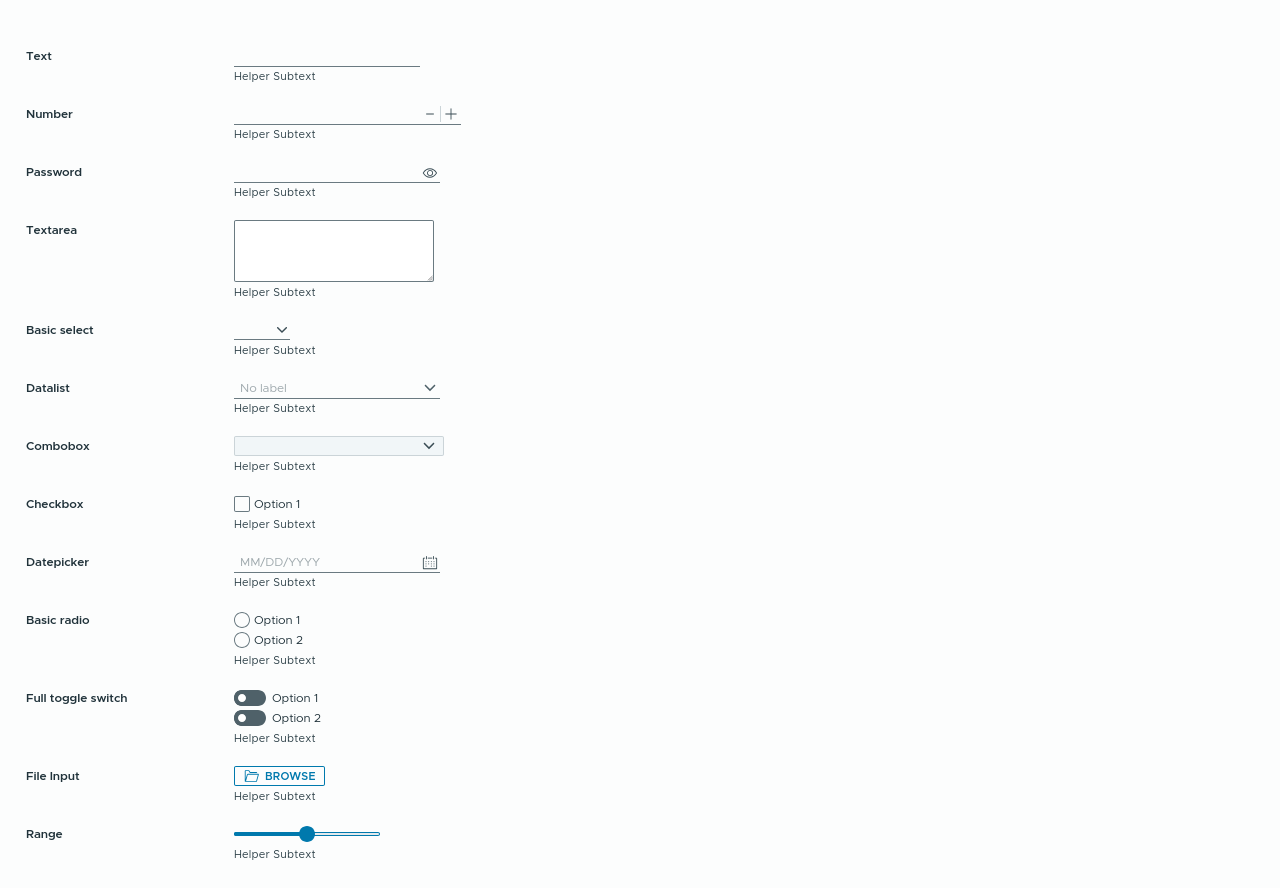 Text
Helper Subtext
Number
Helper Subtext
Password
Helper Subtext
Textarea
Helper Subtext
Basic select
Helper Subtext
Datalist No label
Helper Subtext
Combobox
Helper Subtext
Checkbox Option 1
Helper Subtext
Datepicker MM/DD/YYYY
Helper Subtext
Basic radio Option 1
Option 2
Helper Subtext
Full toggle switch Option 1
Option 2
Helper Subtext
File Input BROWSE
Helper Subtext
Range
Helper Subtext